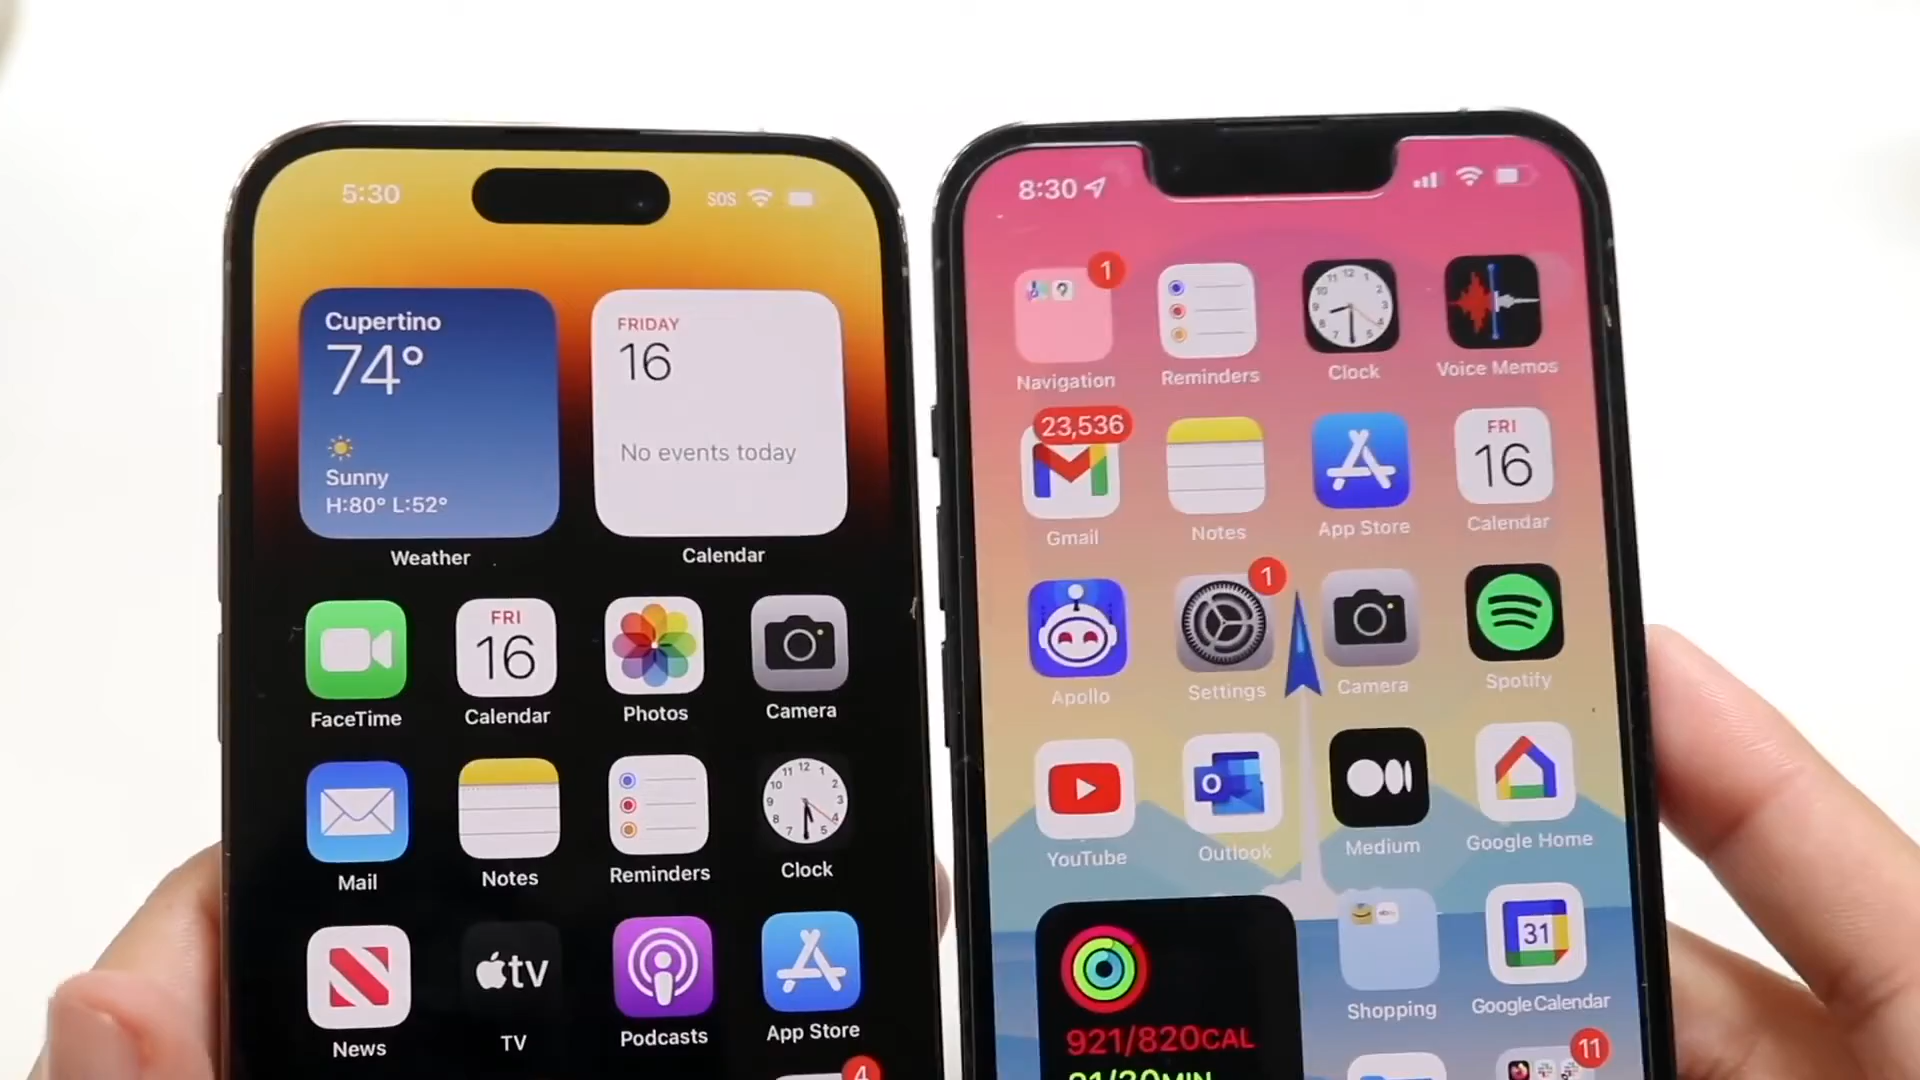 5:30
SOS
Cupertino
74°
Sunny
H:80° L:52°
Weather
FRIDAY
16
No events today
Calendar
FRI
16
FaceTime
Calendar
Photos
Camera
Mail
Notes
Reminders
Clock
tv
News
TV
Podcasts
App Store
4
8:30
1
Navigation
Reminders
Clock
Voice Memos
23,536
FRI
16
Gmail
Notes
App Store
Calendar
1
Apollo
Settings
Camera
Spotify
YouTube
Outlook
Medium
Google Home
31
Shopping
Google Calendar
921/820CAL
11